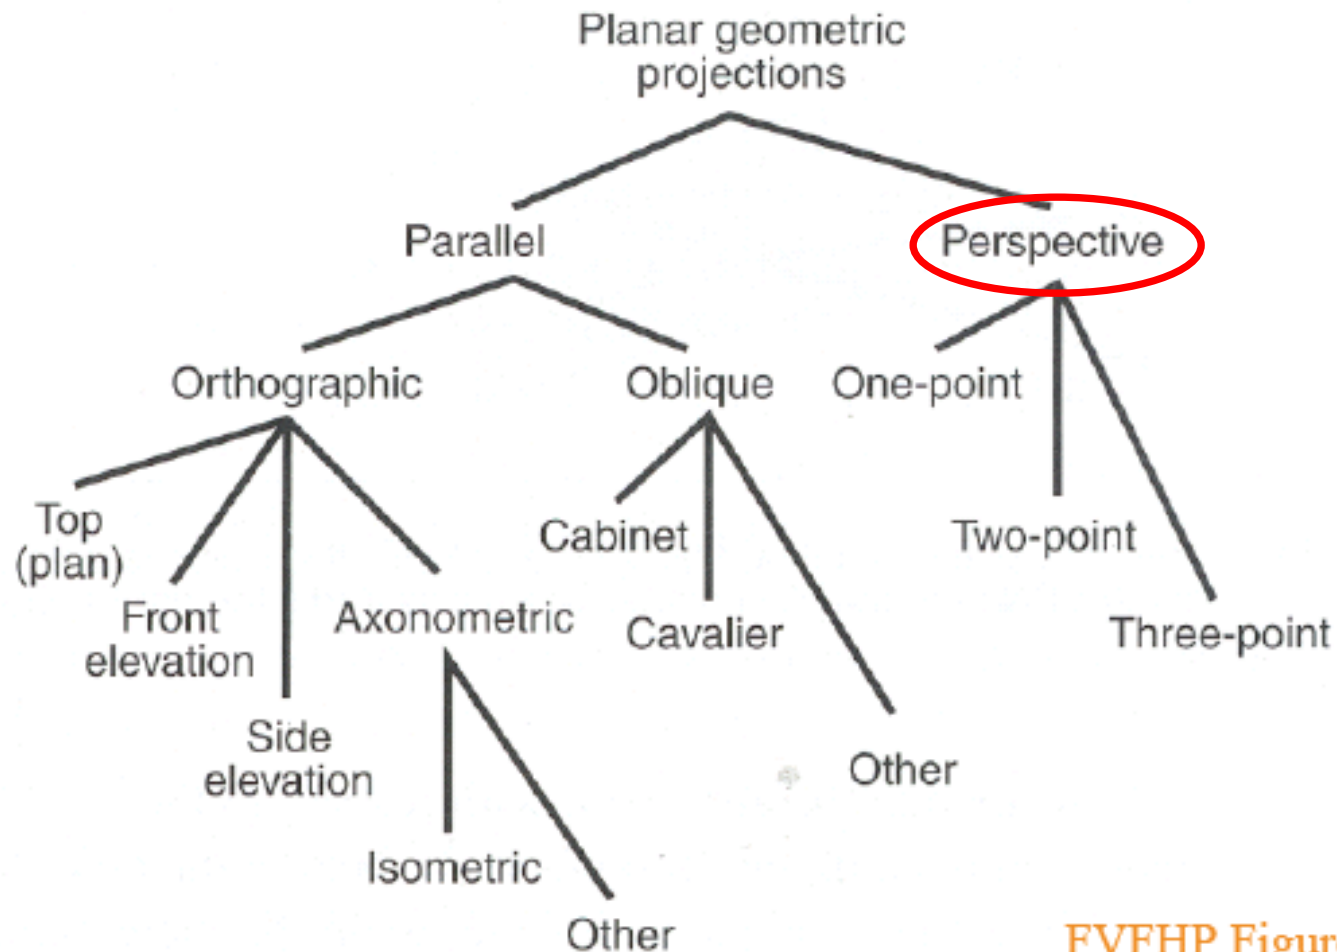 Planar geometric
projections
Parallel
Perspective
Orthographic
Oblique
One-point
Top
(plan)
Cabinet
Two-point
Front
elevation
Axonometric
Cavalier
Three-point
Side
elevation
Other
Isometric
Other